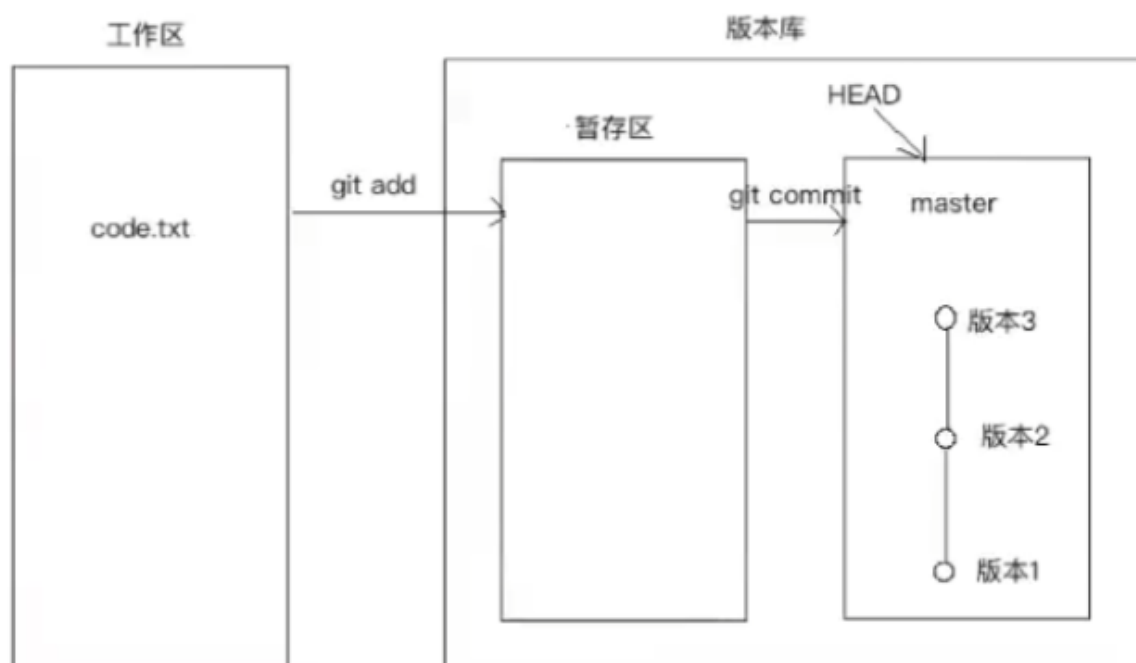 工作区
版本库
HEAD
暂存区
git add
git commit
master
code.txt
版本3
版本2
版本1